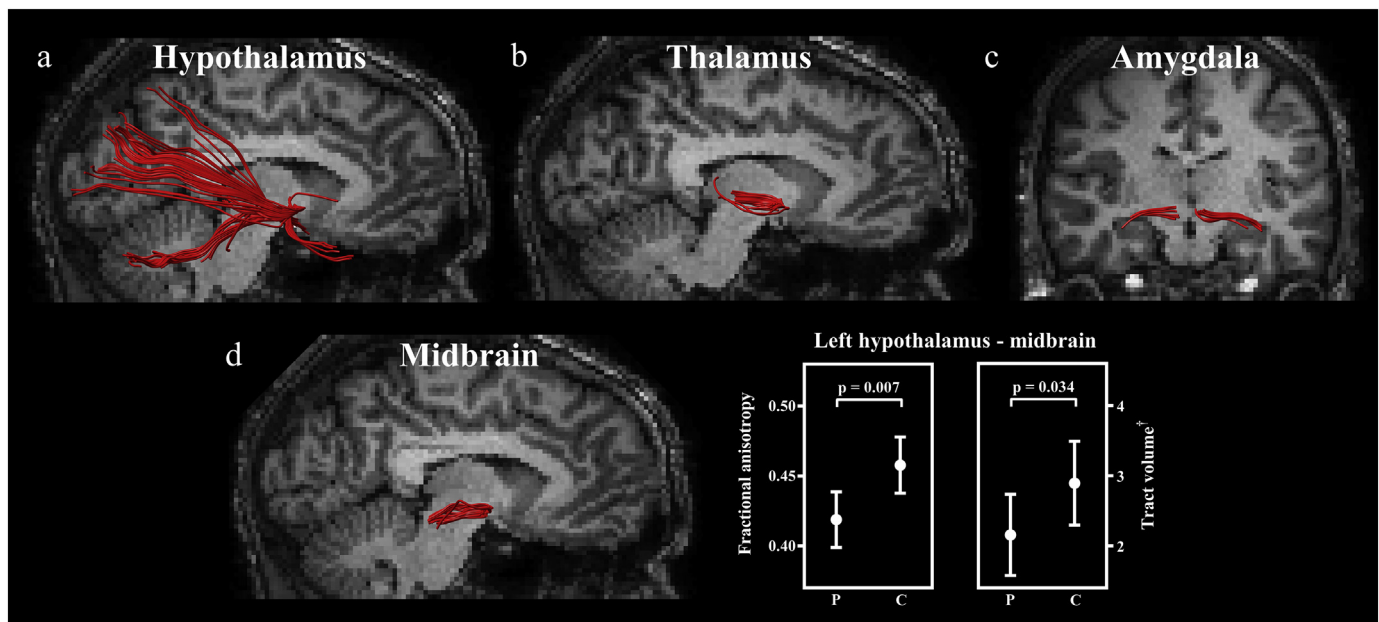 a
Hypothalamus
b
Thalamus
c
Amygdala
d
Midbrain
Left hypothalamus - midbrain
Fractional anisotropy
0.50
0.45
0.40
p = 0.007
P C
p = 0.034
P C
4
3
2
Tract volume†